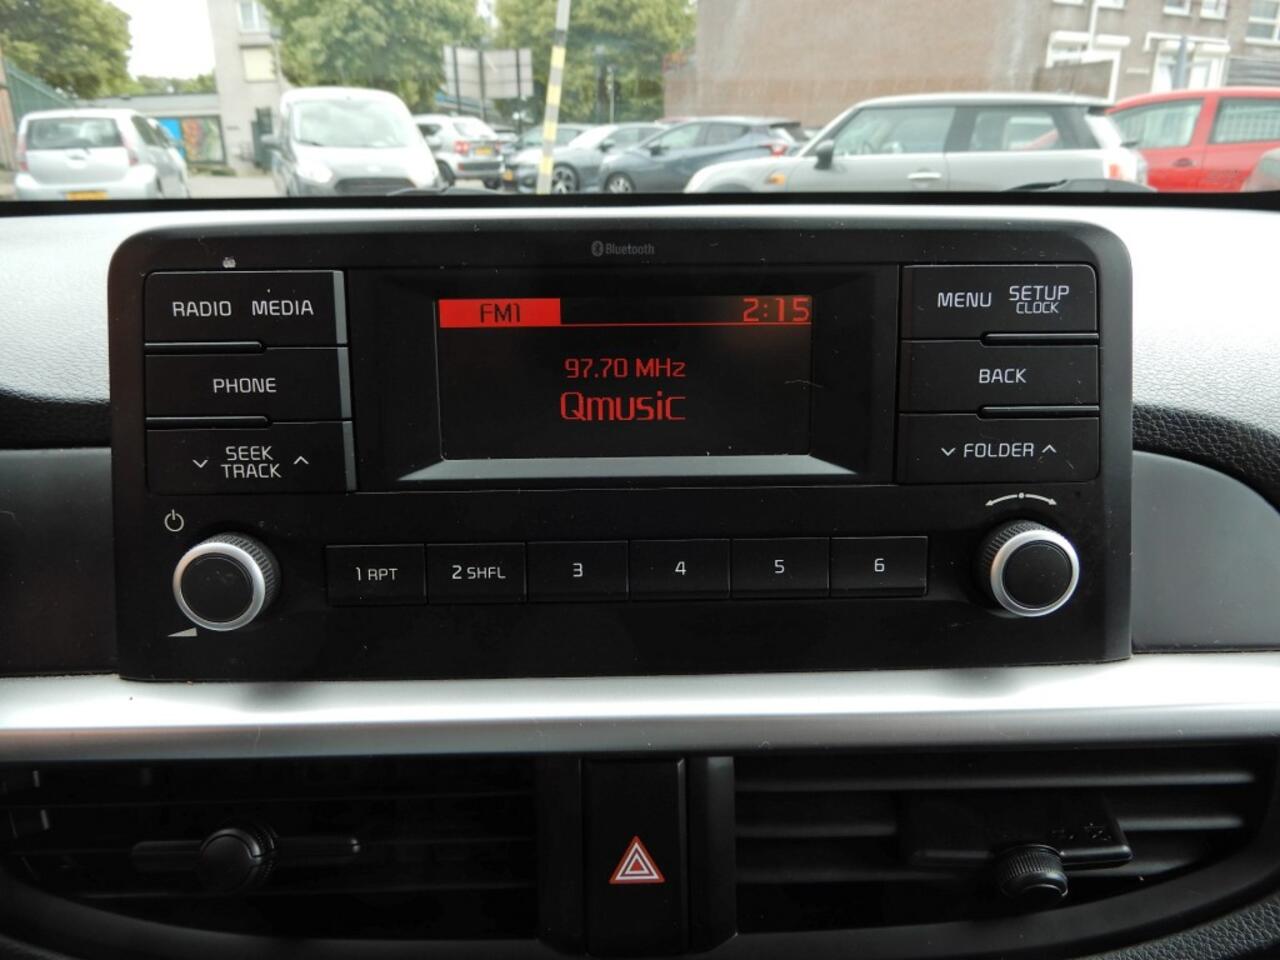 Bluetooth
RADIO MEDIA
FM1 2:15
MENU SETUP
CLOCK
97.70 MHz
Qmusic
PHONE
BACK
SEEK
TRACK
FOLDER
1 RPT 2 SHFL 3 4 5 6